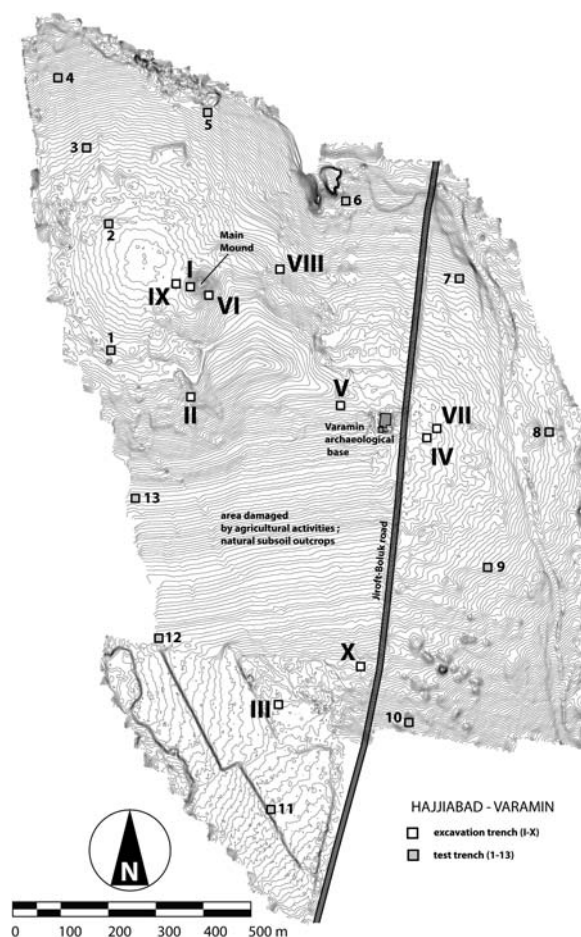 4
5
3
6
2
Main
Mound
I
VIII
7
IX
VI
1
II
V
VII
8
Varamin
archaeological
base
IV
13
area damaged
by agricultural activities ;
natural subsoil outcrops
Jiroft-Boluk road
9
12
X
III
10
11
HAJJIABAD - VARAMIN
excavation trench (I-X)
test trench (1-13)
N
0 100 200 300 400 500 m